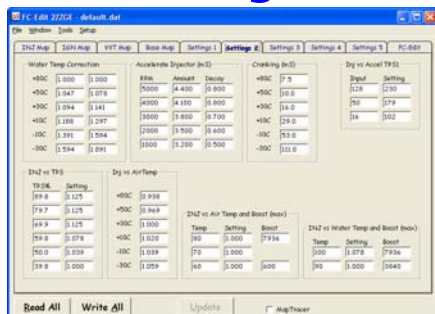 FC-Edit 2ZZGE - default.dat
File Window Tools Setup
INJ Map IGN Map VVT Map Base Map Settings 1 Settings 2 Settings 3 Settings 4 Settings 5 FC-Edit
Water Temp Correction
+80C 1.000 1.000
+50C 1.047 1.078
+30C 1.094 1.141
+10C 1.188 1.297
-10C 1.391 1.594
-30C 1.594 1.891
Accelerate Injector (mS)
RPM Amount Decay
5000 4.400 0.800
4000 4.100 0.800
3000 3.800 0.700
2000 3.500 0.600
1000 3.200 0.500
Cranking (mS)
+80C 7.5
+50C 10.0
+30C 16.0
+10C 29.0
-10C 53.0
-30C 101.0
Inj vs Accel TPS1
Input Setting
128 230
50 179
16 102
INJ vs TPS
TPS% Setting
89.8 1.125
79.7 1.125
69.9 1.125
59.8 1.078
50.0 1.039
39.8 1.000
Inj vs AirTemp
+80C 0.938
+50C 0.969
+30C 1.000
+10C 1.020
-10C 1.039
-30C 1.059
INJ vs Air Temp and Boost (max)
Temp Setting Boost
80 1.000 7936
70 1.000
60 1.000 600
INJ vs Water Temp and Boost (max)
Temp Setting Boost
100 1.078 7936
90 1.000 3840
Read All Write All Update MapTracer